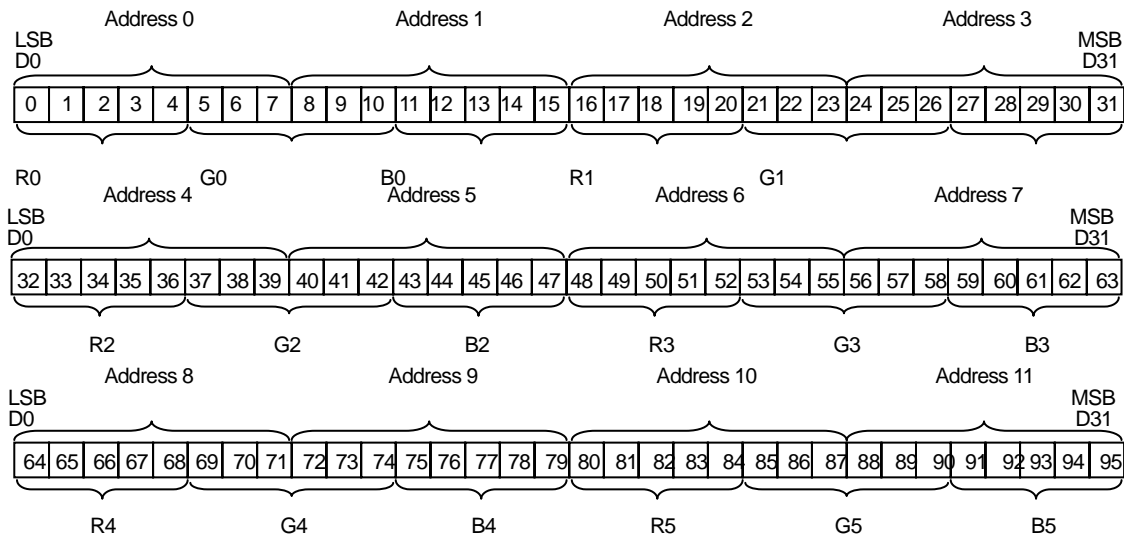 Address 0 Address 1 Address 2 Address 3
LSB MSB
D0 D31
0 1 2 3 4 5 6 7 8 9 10 11 12 13 14 15 16 17 18 19 20 21 22 23 24 25 26 27 28 29 30 31
R0 G0 B0 R1 G1
Address 4 Address 5 Address 6 Address 7
LSB MSB
D0 D31
32 33 34 35 36 37 38 39 40 41 42 43 44 45 46 47 48 49 50 51 52 53 54 55 56 57 58 59 60 61 62 63
R2 G2 B2 R3 G3 B3
Address 8 Address 9 Address 10 Address 11
LSB MSB
D0 D31
64 65 66 67 68 69 70 71 72 73 74 75 76 77 78 79 80 81 82 83 84 85 86 87 88 89 90 91 92 93 94 95
R4 G4 B4 R5 G5 B5